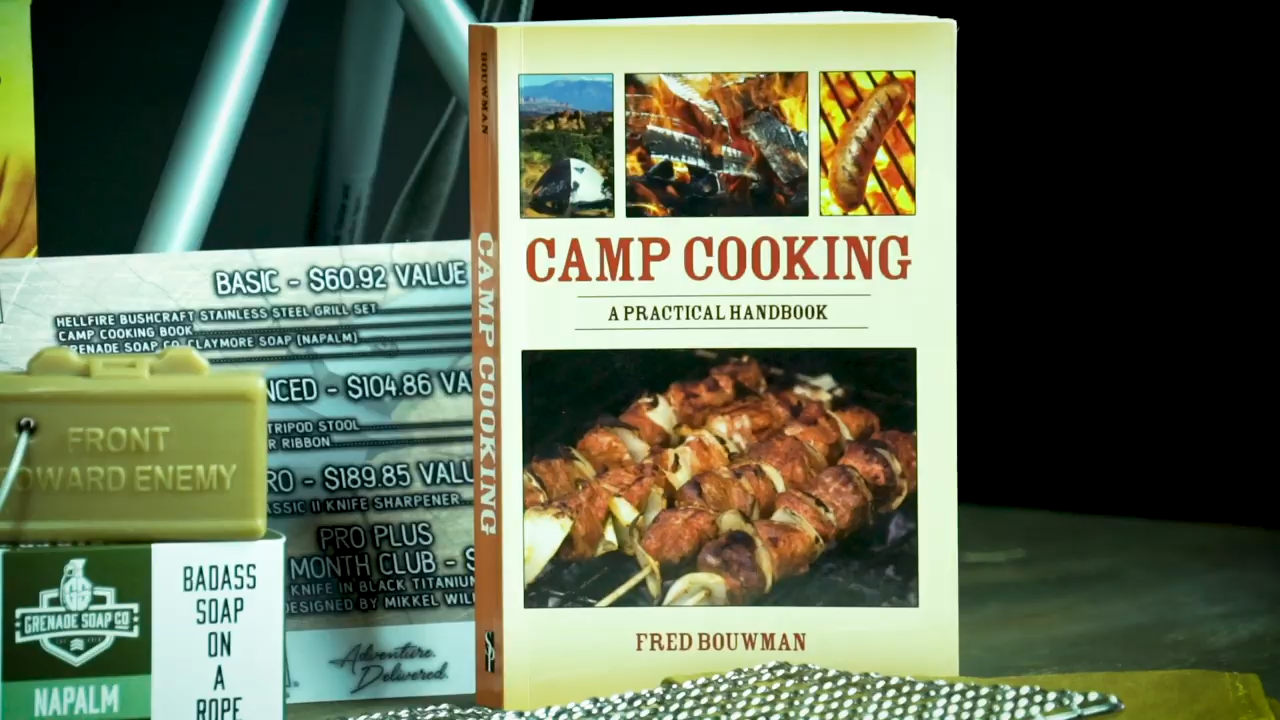 BOUWMAN
CAMP COOKING
CAMP COOKING
A PRACTICAL HANDBOOK
FRED BOUWMAN
BASIC - $60.92 VALUE
HELLFIRE BUSHCRAFT STAINLESS STEEL GRILL SET
CAMP COOKING BOOK
GRENADE SOAP CO. CLAYMORE SOAP (NAPALM)
NCED - $104.86 VA
TRIPOD STOOL
R RIBBON
RO - $189.85 VALU
ASSIC II KNIFE SHARPENER
PRO PLUS
MONTH CLUB - $
KNIFE IN BLACK TITANIUM
DESIGNED BY MIKKEL WIL
Adventure.
Delivered.
FRONT
TOWARD ENEMY
GRENADE SOAP CO
NAPALM
BADASS
SOAP
ON
A
ROPE